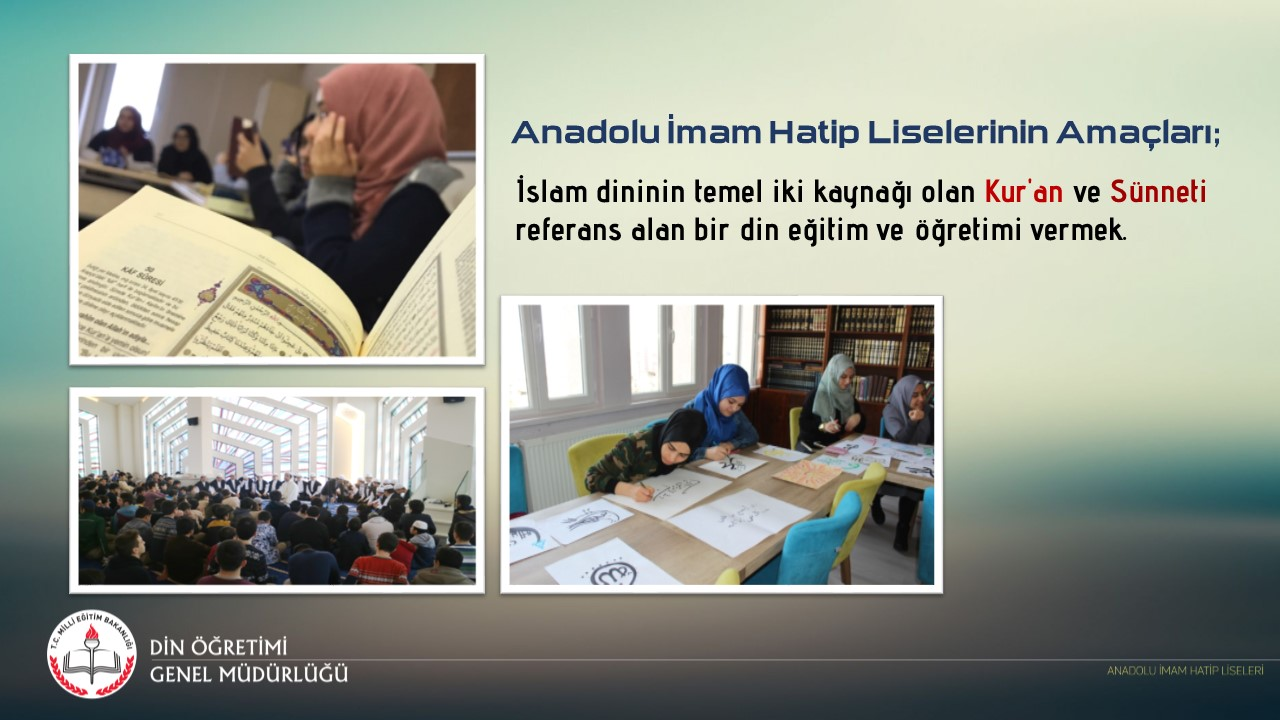 Anadolu İmam Hatip Liselerinin Amaçları;
İslam dininin temel iki kaynağı olan Kur'an ve Sünneti
referans alan bir din eğitim ve öğretimi vermek.
50
KAF SÛRESİ
T.C. MİLLİ EĞİTİM BAKANLIĞI
DİN ÖĞRETİMİ
GENEL MÜDÜRLÜĞÜ
ANADOLU İMAM HATİP LİSELERİ